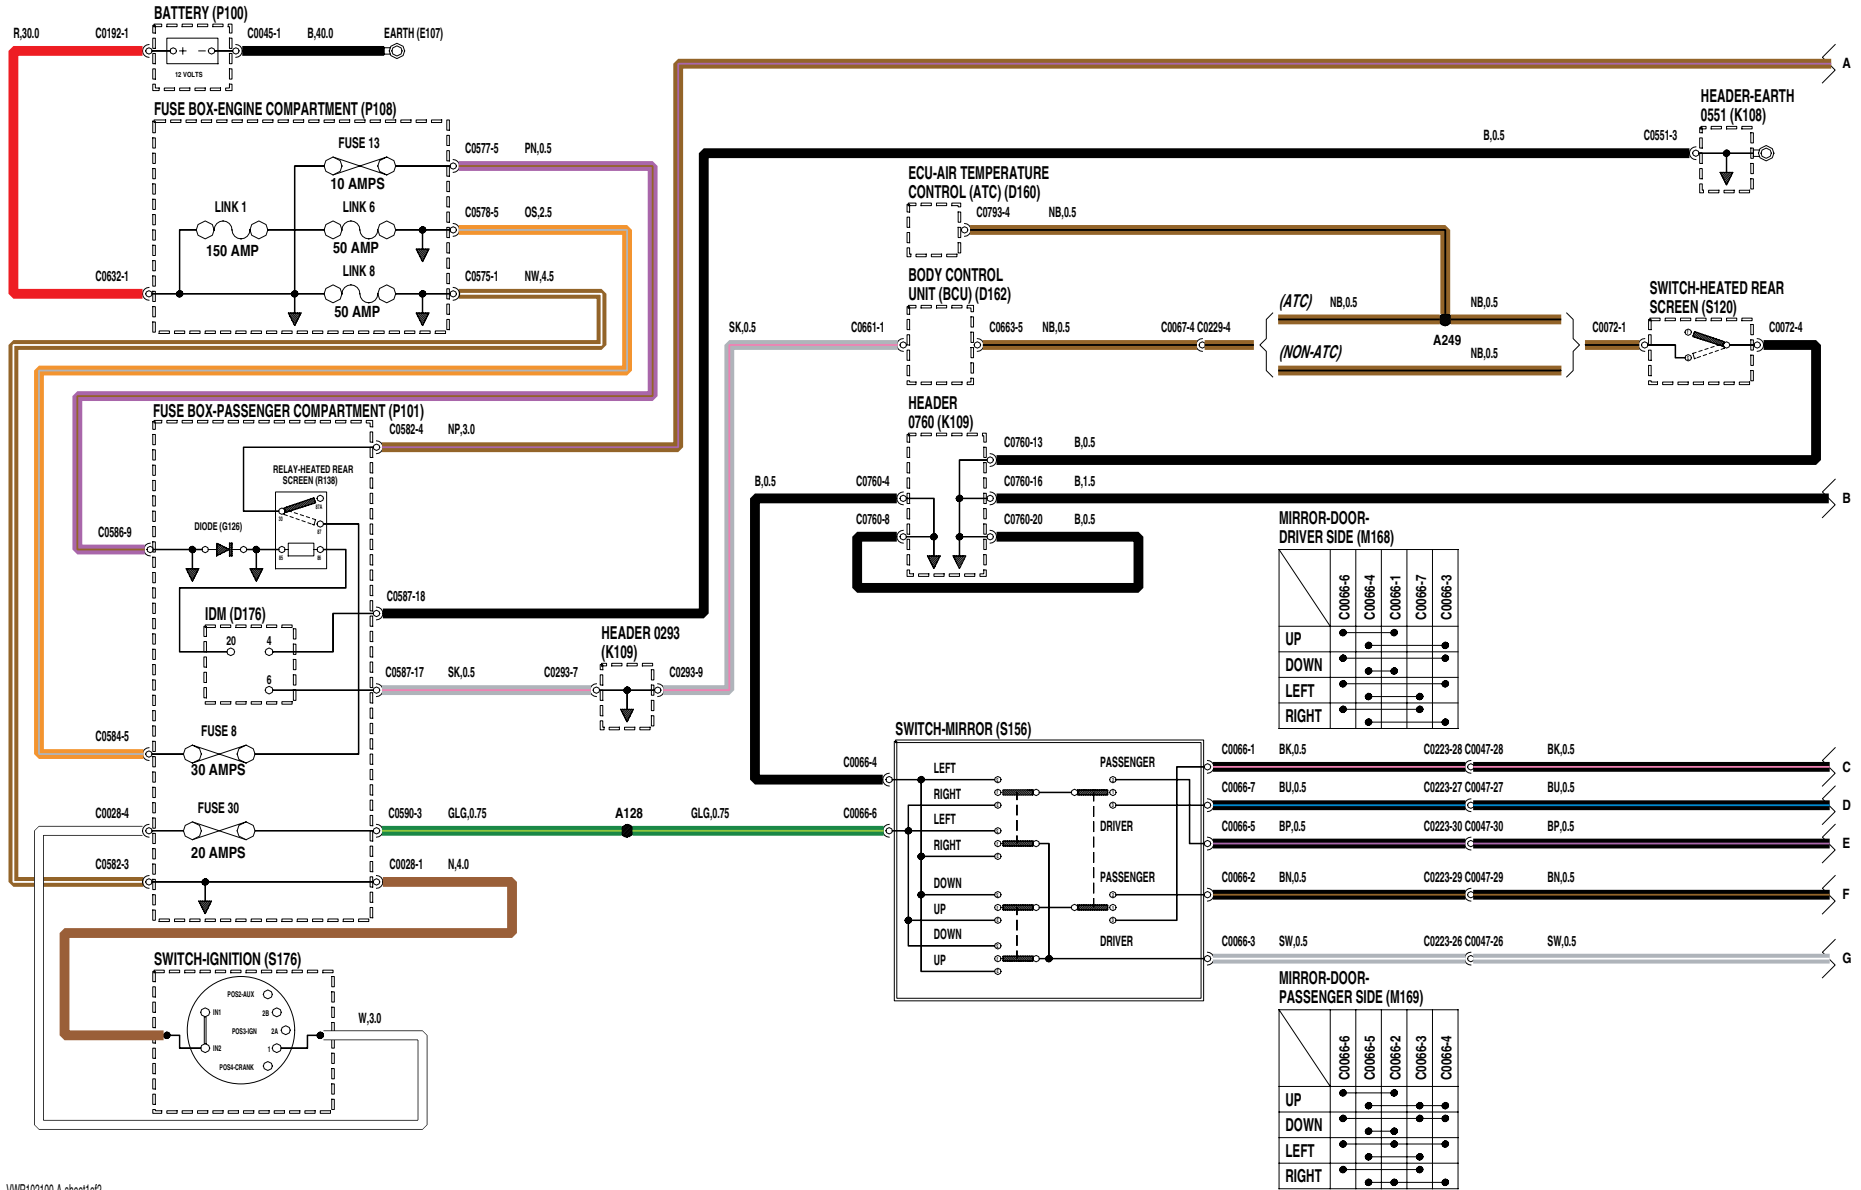 BATTERY (P100)
R,30.0
C0192-1
C0045-1
B,40.0
EARTH (E107)
+ −
12 VOLTS
A
FUSE BOX-ENGINE COMPARTMENT (P108)
FUSE 13
10 AMPS
C0577-5
PN,0.5
LINK 1
150 AMP
LINK 6
50 AMP
C0578-5
OS,2.5
LINK 8
50 AMP
C0575-1
NW,4.5
C0632-1
HEADER-EARTH
0551 (K108)
B,0.5
C0551-3
ECU-AIR TEMPERATURE
CONTROL (ATC) (D160)
C0793-4
NB,0.5
BODY CONTROL
UNIT (BCU) (D162)
SK,0.5
C0661-1
C0663-5
NB,0.5
C0067-4 C0229-4
(ATC)
NB,0.5
NB,0.5
A249
(NON-ATC)
NB,0.5
SWITCH-HEATED REAR
SCREEN (S120)
C0072-1
C0072-4
HEADER
0760 (K109)
C0760-13
B,0.5
B,0.5
C0760-4
C0760-16
B,1.5
B
C0760-8
C0760-20
B,0.5
FUSE BOX-PASSENGER COMPARTMENT (P101)
C0582-4
NP,3.0
RELAY-HEATED REAR
SCREEN (R138)
87A
30
87
85
86
DIODE (G126)
C0586-9
C0587-18
IDM (D176)
20
4
6
C0587-17
SK,0.5
C0293-7
HEADER 0293
(K109)
C0293-9
C0584-5
FUSE 8
30 AMPS
C0028-4
FUSE 30
20 AMPS
C0590-3
GLG,0.75
A128
GLG,0.75
C0066-6
C0582-3
C0028-1
N,4.0
SWITCH-IGNITION (S176)
POS2-AUX
IN1
2B
POS3-IGN
2A
IN2
1
POS4-CRANK
W,3.0
SWITCH-MIRROR (S156)
C0066-4
LEFT
RIGHT
LEFT
RIGHT
DOWN
UP
DOWN
UP
PASSENGER
DRIVER
PASSENGER
DRIVER
C0066-1
BK,0.5
C0223-28 C0047-28
BK,0.5
C
C0066-7
BU,0.5
C0223-27 C0047-27
BU,0.5
D
C0066-5
BP,0.5
C0223-30 C0047-30
BP,0.5
E
C0066-2
BN,0.5
C0223-29 C0047-29
BN,0.5
F
C0066-3
SW,0.5
C0223-26 C0047-26
SW,0.5
G
MIRROR-DOOR-
DRIVER SIDE (M168)
C0066-6
C0066-4
C0066-1
C0066-7
C0066-3
UP
DOWN
LEFT
RIGHT
MIRROR-DOOR-
PASSENGER SIDE (M169)
C0066-6
C0066-5
C0066-2
C0066-3
C0066-4
UP
DOWN
LEFT
RIGHT